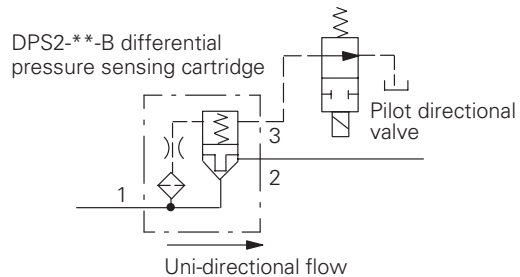 DPS2-**-B differential
pressure sensing cartridge
Pilot directional
valve
3
1
2
Uni-directional flow